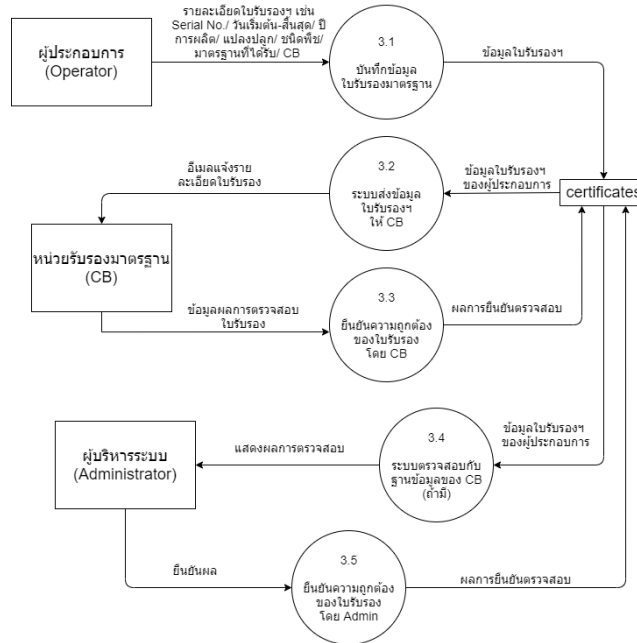 รายละเอียดใบรับรองฯ เช่น
Serial No./ วันเริ่มต้น-สิ้นสุด/ ปี
การผลิต/ แปลงปลูก/ ชนิดพืช/
มาตรฐานที่ได้รับ/ CB
ผู้ประกอบการ
(Operator)
3.1
บันทึกข้อมูล
ใบรับรองมาตรฐาน
ข้อมูลใบรับรองฯ
อีเมลแจ้งราย
ละเอียดใบรับรอง
3.2
ระบบส่งข้อมูล
ใบรับรองฯ
ให้ CB
ข้อมูลใบรับรองฯ
ของผู้ประกอบการ
certificates
หน่วยรับรองมาตรฐาน
(CB)
ข้อมูลผลการตรวจสอบ
ใบรับรอง
3.3
ยืนยันความถูกต้อง
ของใบรับรอง
โดย CB
ผลการยืนยันตรวจสอบ
ผู้บริหารระบบ
(Administrator)
แสดงผลการตรวจสอบ
3.4
ระบบตรวจสอบกับ
ฐานข้อมูลของ CB
(ถ้ามี)
ข้อมูลใบรับรองฯ
ของผู้ประกอบการ
ยืนยันผล
3.5
ยืนยันความถูกต้อง
ของใบรับรอง
โดย Admin
ผลการยืนยันตรวจสอบ